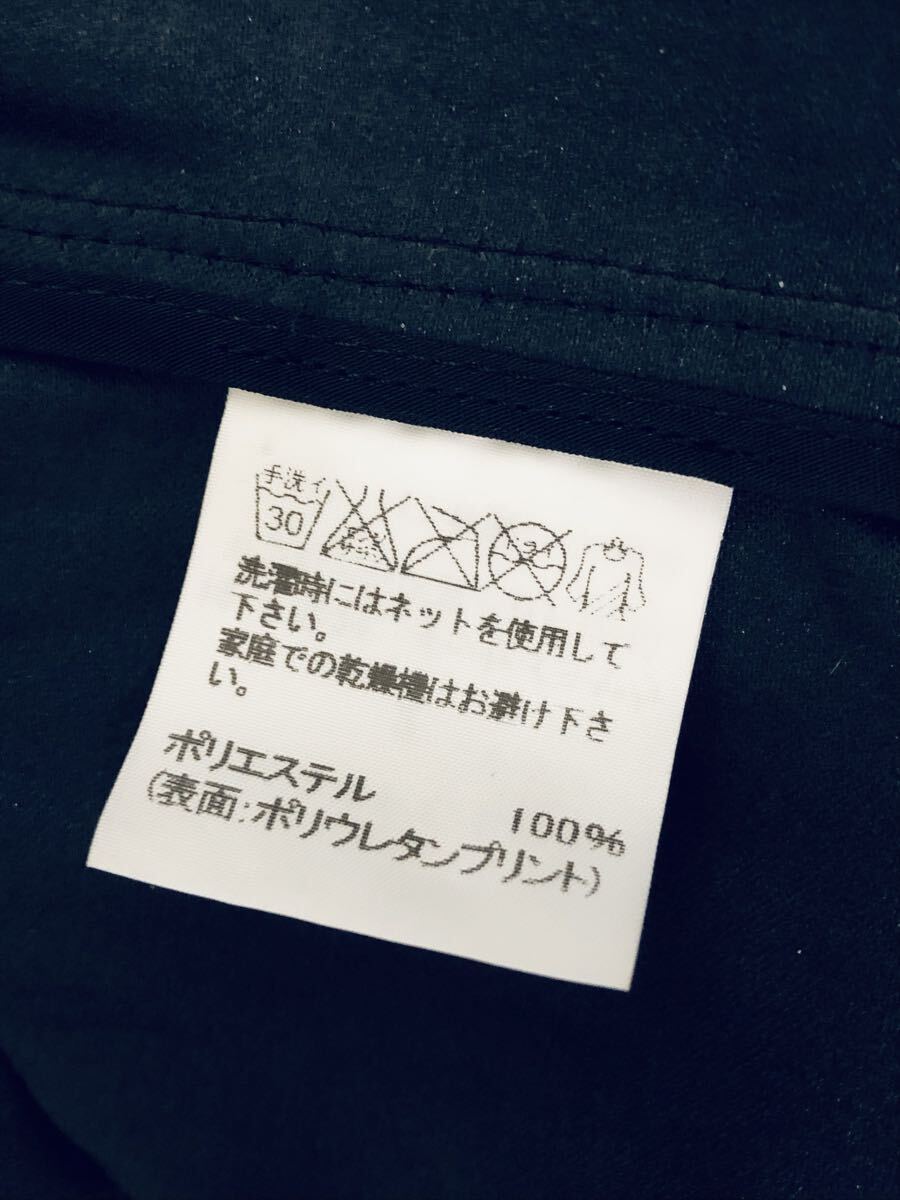 手洗イ
30
洗濯時にはネットを使用して
下さい。
家庭での乾燥機はお避け下さ
い。
ポリエステル 100%
(表面:ポリウレタンプリント)